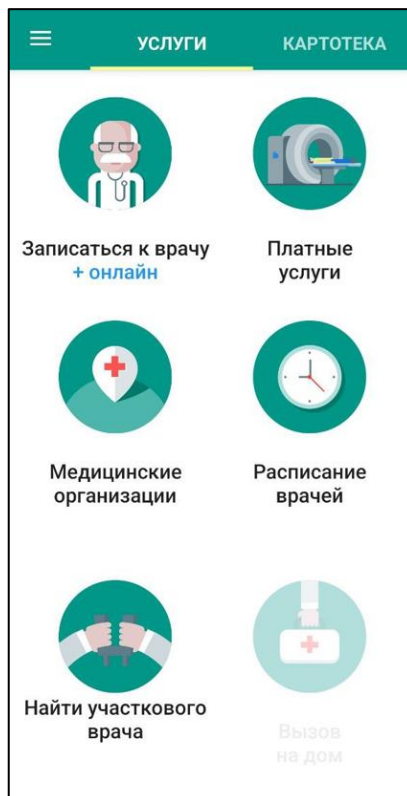 УСЛУГИ
КАРТОТЕКА
Записаться к врачу
+ онлайн
Платные
услуги
Медицинские
организации
Расписание
врачей
Найти участкового
врача
Вызов
на дом